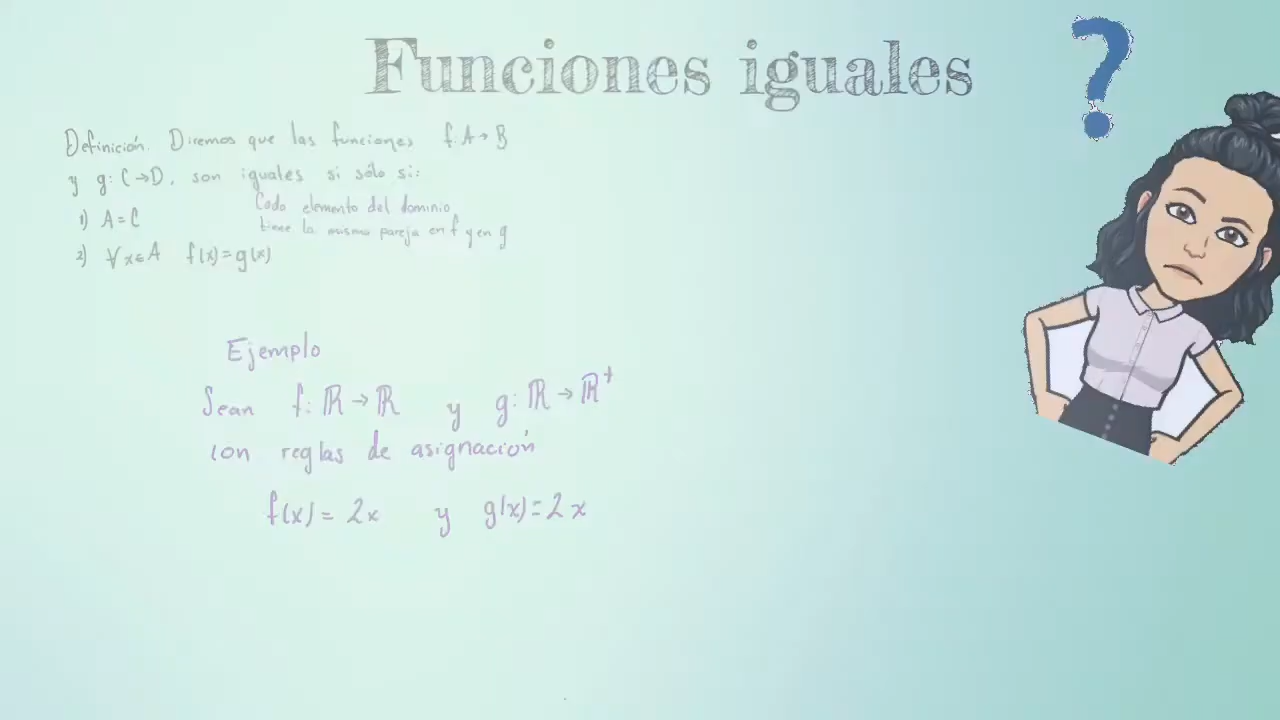 Funciones iguales
?
Definición. Diremos que las funciones f: A → B
y g: C → D, son iguales si sólo si:
1) A = C
Cada elemento del dominio
tiene la misma pareja en f y en g
2) ∀ x ∈ A f(x) = g(x)
Ejemplo
Sean f: ℝ → ℝ y g: ℝ → ℝ⁺
con reglas de asignación
f(x) = 2x y g(x) = 2x